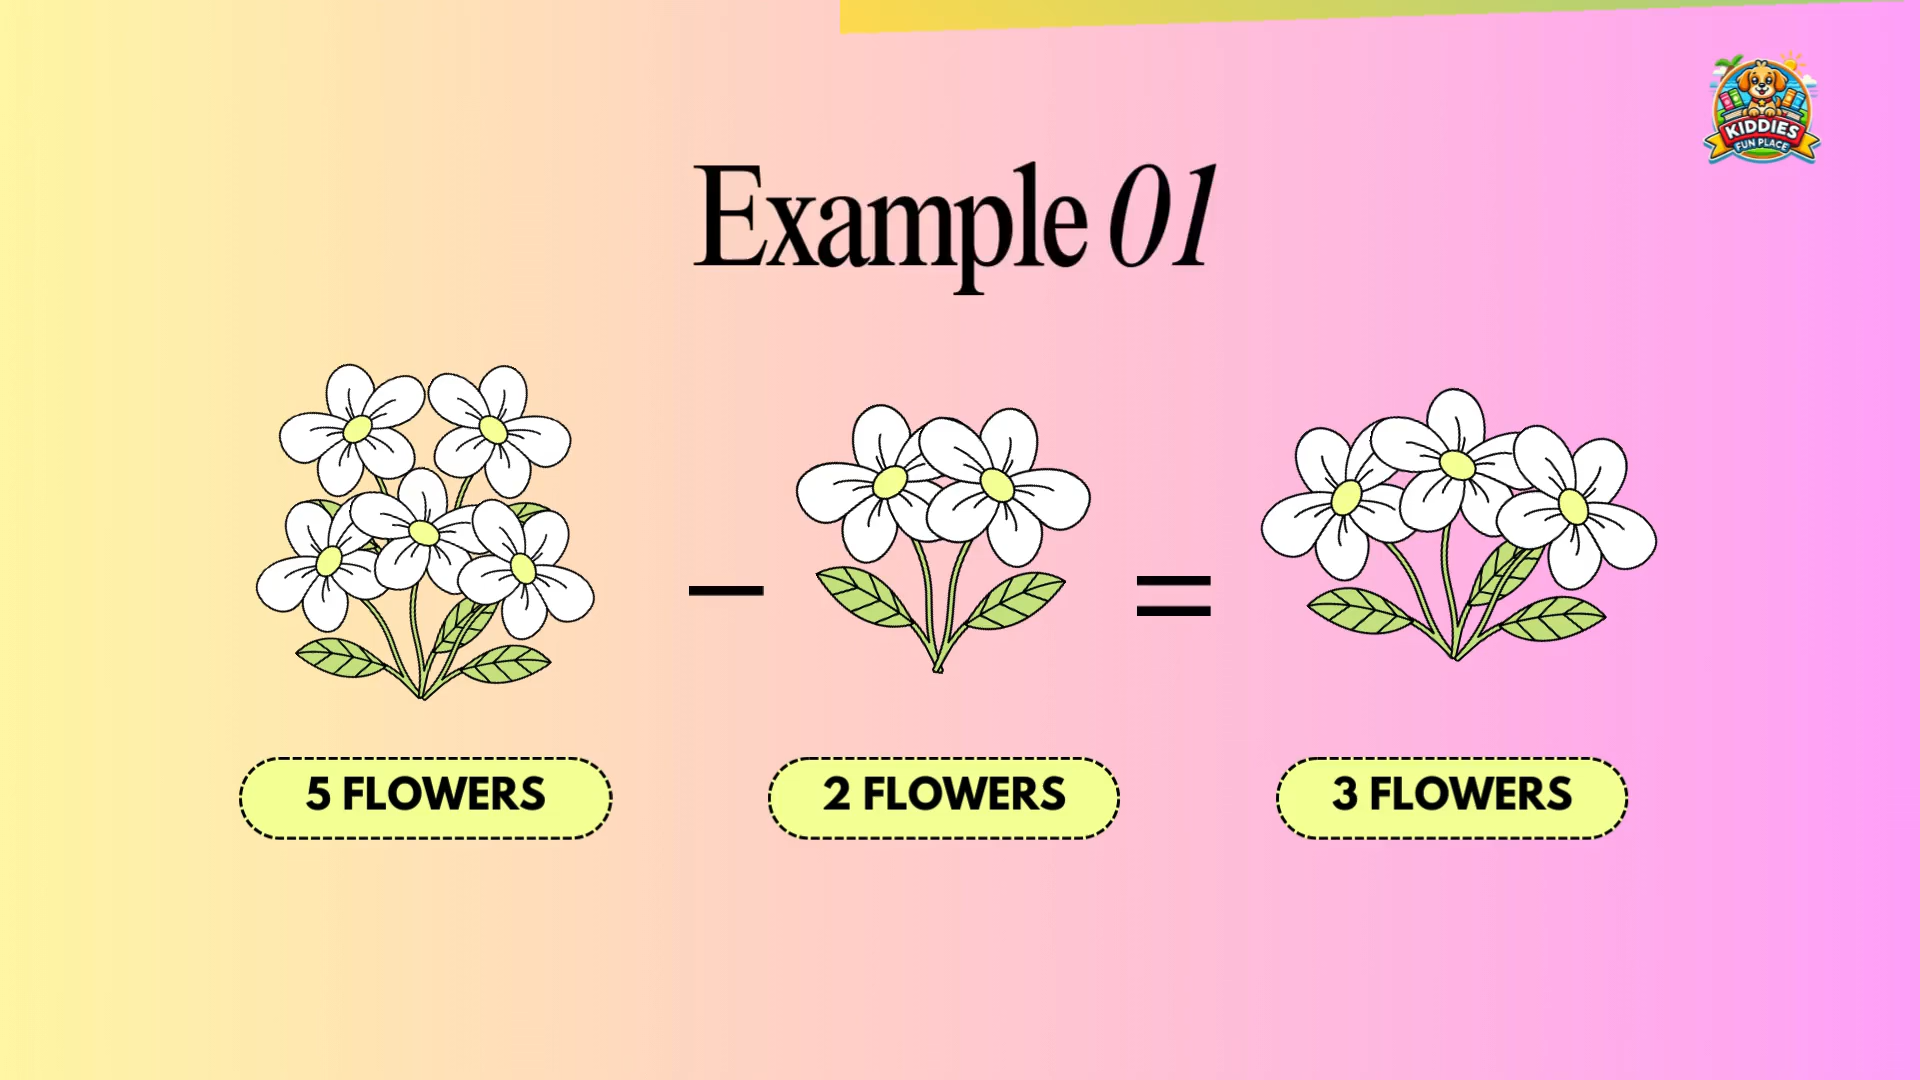 KIDDIES
FUN PLACE
Example 01
5 FLOWERS
2 FLOWERS
3 FLOWERS